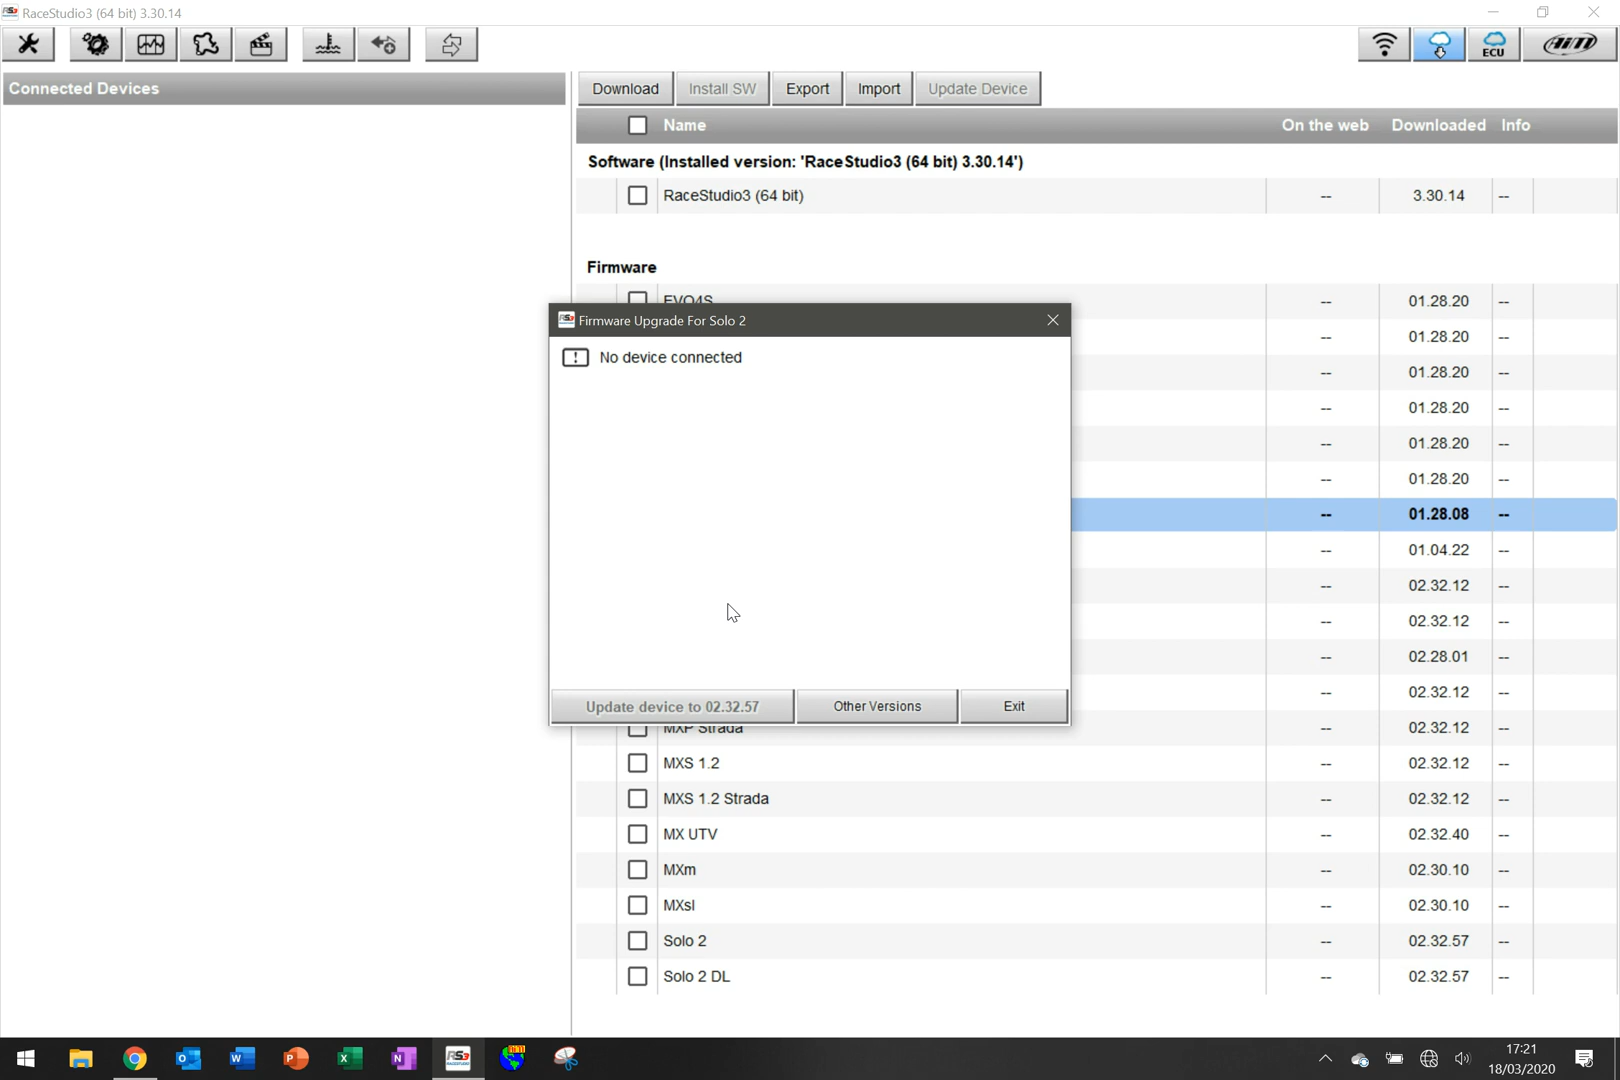 RaceStudio3 (64 bit) 3.30.14
ECU
AiM
Connected Devices
Download
Install SW
Export
Import
Update Device
Name
On the web
Downloaded
Info
Software (Installed version: 'RaceStudio3 (64 bit) 3.30.14')
RaceStudio3 (64 bit)
--
3.30.14
--
Firmware
EVO4S
--
01.28.20
--
Firmware Upgrade For Solo 2
No device connected
--
01.28.20
--
--
01.28.20
--
--
01.28.20
--
--
01.28.20
--
--
01.28.20
--
--
01.28.08
--
--
01.04.22
--
--
02.32.12
--
--
02.32.12
--
--
02.28.01
--
--
02.32.12
--
Update device to 02.32.57
Other Versions
Exit
MXP Strada
--
02.32.12
--
MXS 1.2
--
02.32.12
--
MXS 1.2 Strada
--
02.32.12
--
MX UTV
--
02.32.40
--
MXm
--
02.30.10
--
MXsl
--
02.30.10
--
Solo 2
--
02.32.57
--
Solo 2 DL
--
02.32.57
--
17:21
18/03/2020